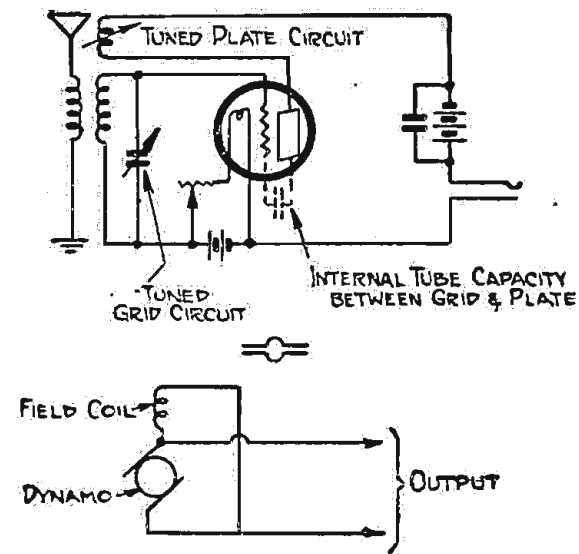 TUNED PLATE CIRCUIT
INTERNAL TUBE CAPACITY
BETWEEN GRID & PLATE
TUNED
GRID CIRCUIT
FIELD COIL
DYNAMO
OUTPUT